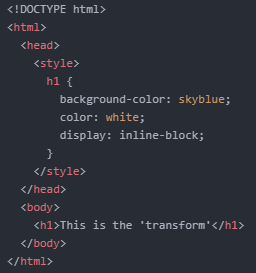 <!DOCTYPE html>
<html>
  <head>
    <style>
      h1 {
        background-color: skyblue;
        color: white;
        display: inline-block;
      }
    </style>
  </head>
  <body>
    <h1>This is the 'transform'</h1>
  </body>
</html>